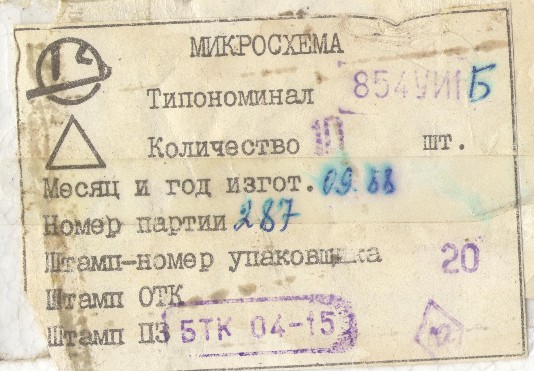 МИКРОСХЕМА
Типономинал 854УИ1Б
Количество 10 шт.
Месяц и год изгот. 09.88
Номер партии 287
Штамп-номер упаковщика 20
Штамп ОТК
Штамп ПЗ БТК 04-15